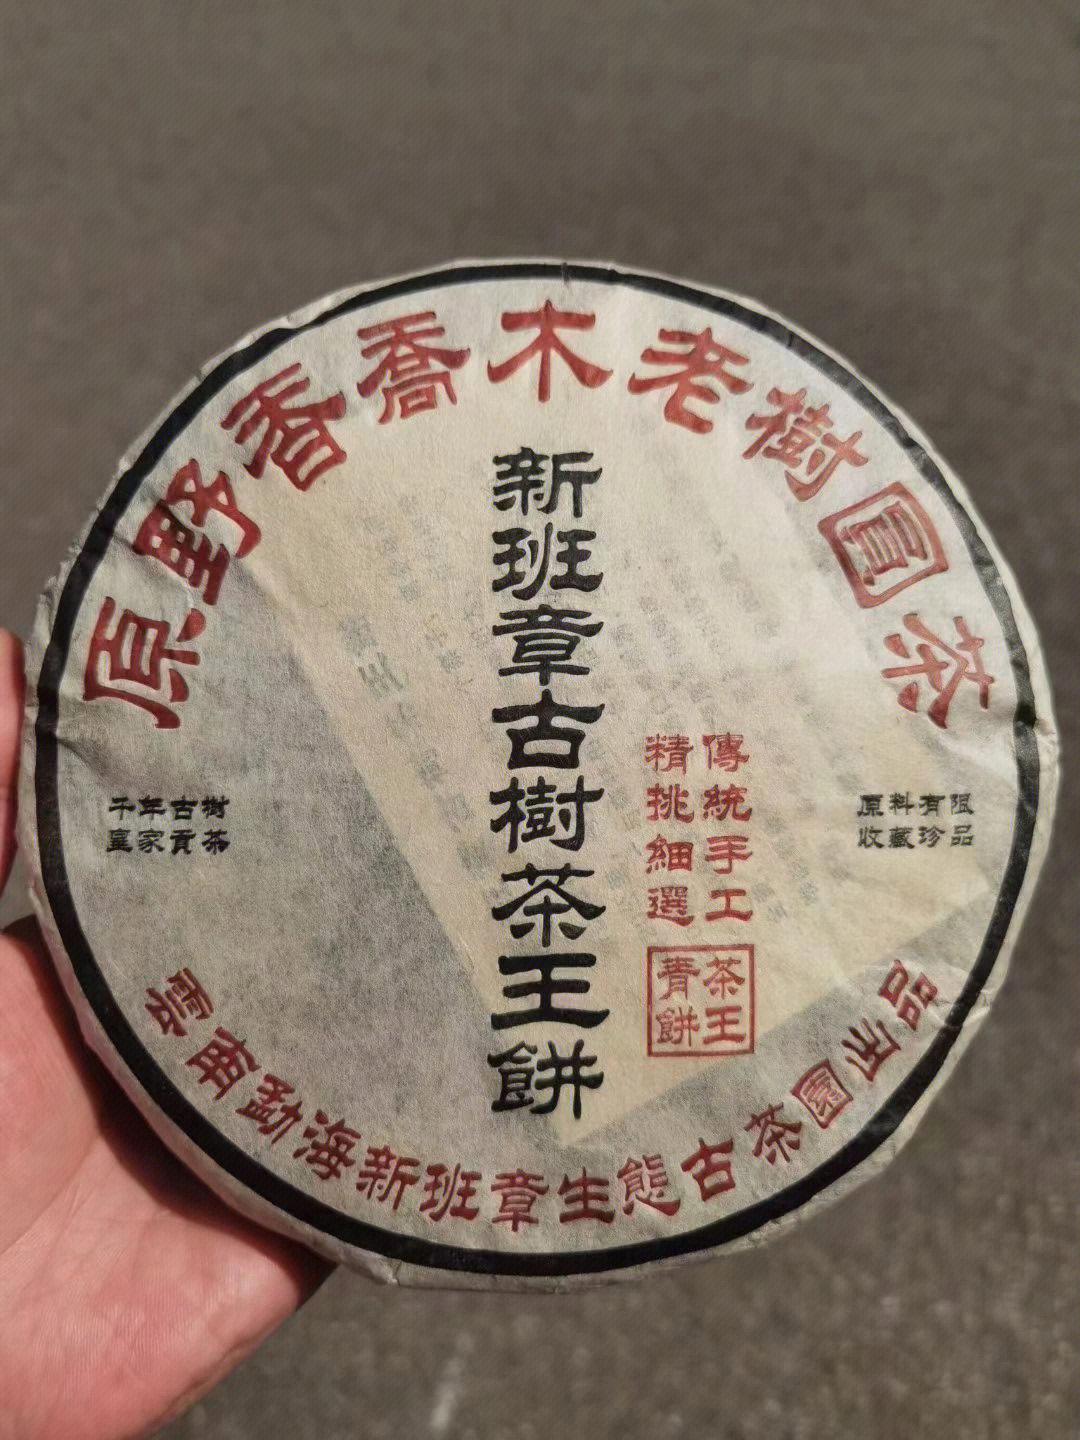 原野香喬木老樹圓茶
新班章古樹茶王餅
傳統手工
精挑細選
茶王
青餅
千年古樹
皇家貢茶
原料有限
收藏珍品
雲南勐海新班章生態古茶園出品